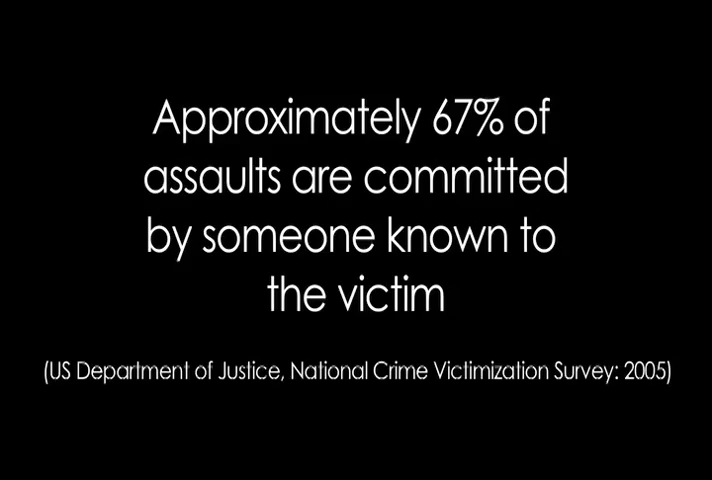 Approximately 67% of
assaults are committed
by someone known to
the victim
(US Department of Justice, National Crime Victimization Survey: 2005)